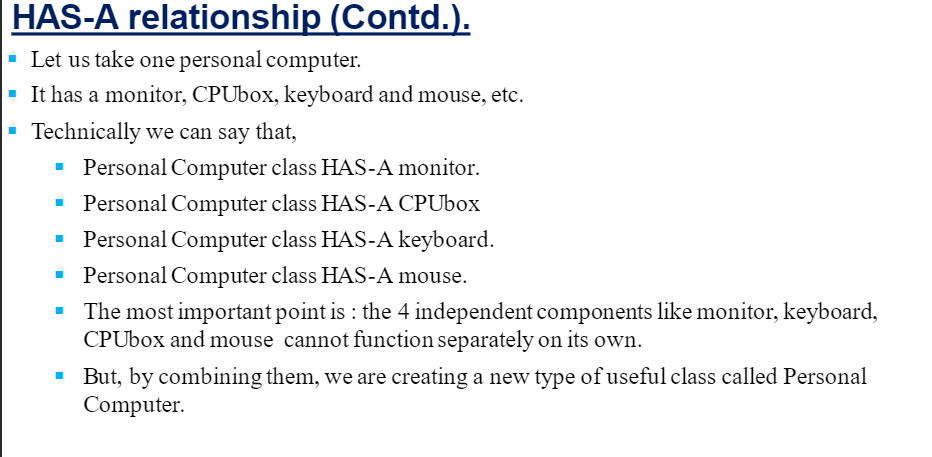 HAS-A relationship (Contd.).
Let us take one personal computer.
It has a monitor, CPUbox, keyboard and mouse, etc.
Technically we can say that,
Personal Computer class HAS-A monitor.
Personal Computer class HAS-A CPUbox
Personal Computer class HAS-A keyboard.
Personal Computer class HAS-A mouse.
The most important point is : the 4 independent components like monitor, keyboard,
CPUbox and mouse cannot function separately on its own.
But, by combining them, we are creating a new type of useful class called Personal
Computer.